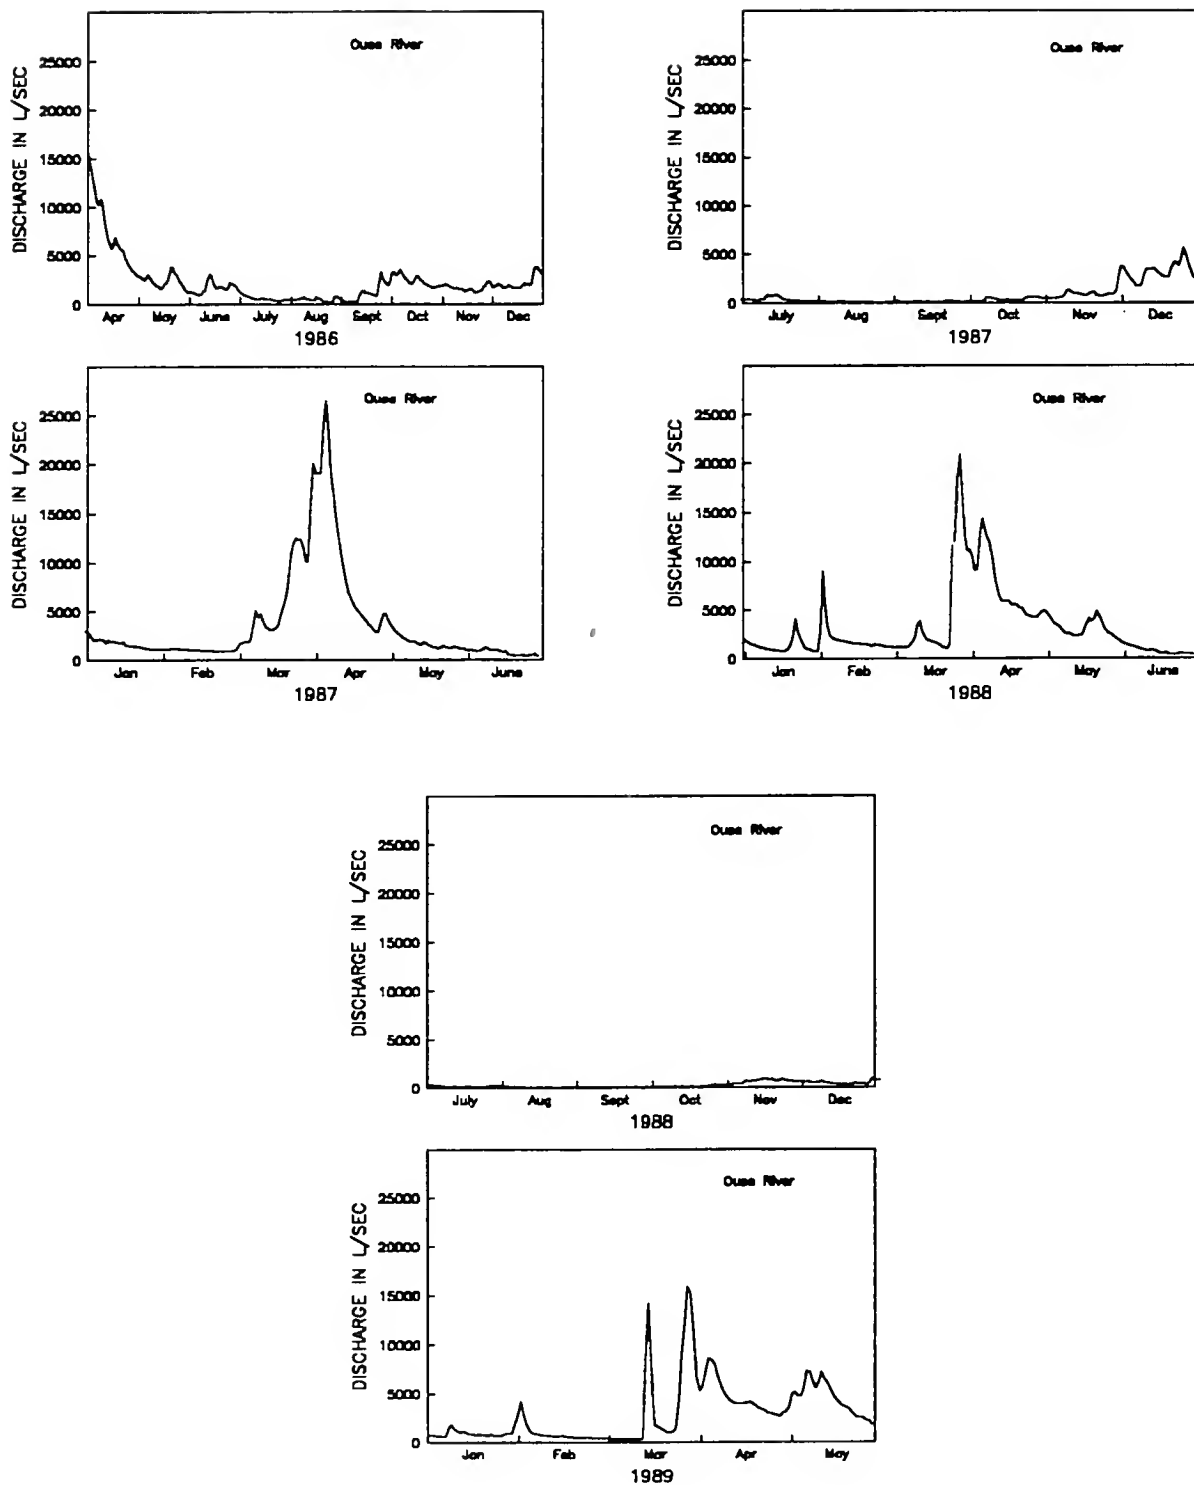 Ouse River
DISCHARGE IN L/SEC
25000
20000
15000
10000
5000
0
Apr May June July Aug Sept Oct Nov Dec
1986
Ouse River
DISCHARGE IN L/SEC
25000
20000
15000
10000
5000
0
July Aug Sept Oct Nov Dec
1987
Ouse River
DISCHARGE IN L/SEC
25000
20000
15000
10000
5000
0
Jan Feb Mar Apr May June
1987
Ouse River
DISCHARGE IN L/SEC
25000
20000
15000
10000
5000
0
Jan Feb Mar Apr May June
1988
Ouse River
DISCHARGE IN L/SEC
25000
20000
15000
10000
5000
0
July Aug Sept Oct Nov Dec
1988
Ouse River
DISCHARGE IN L/SEC
25000
20000
15000
10000
5000
0
Jan Feb Mar Apr May
1989